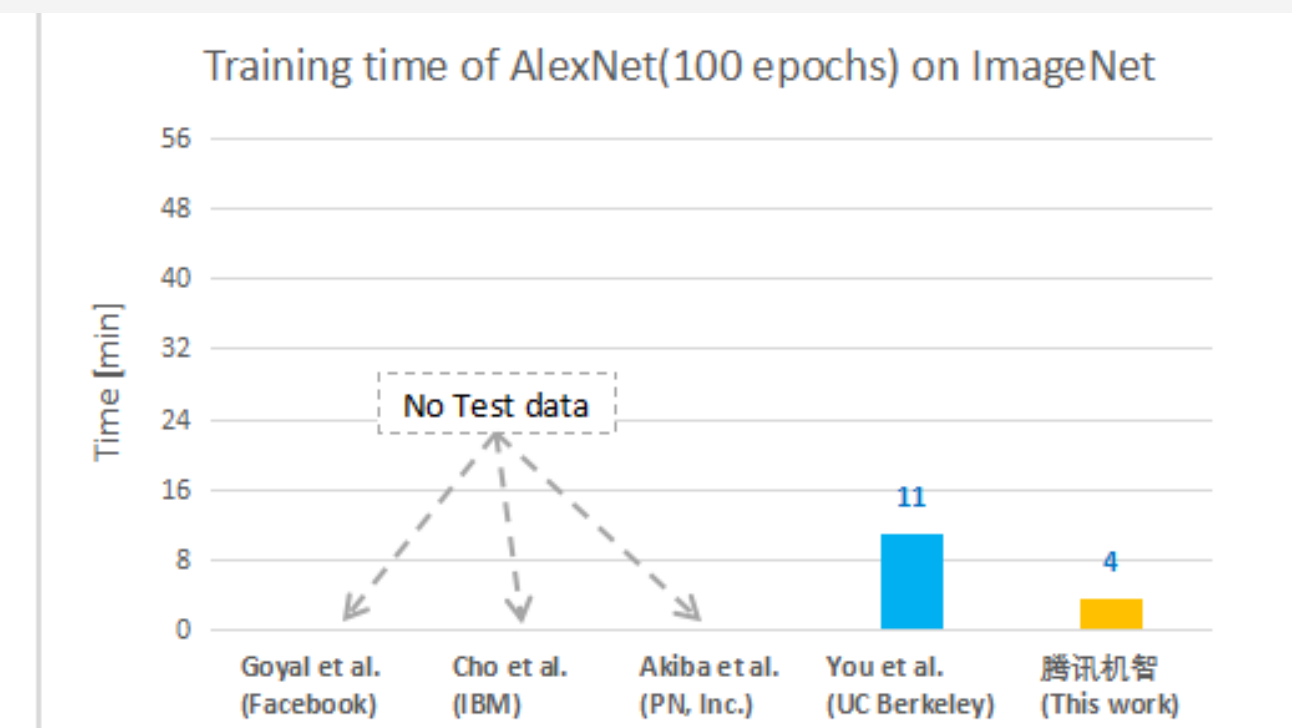 Training time of AlexNet(100 epochs) on ImageNet
56
48
40
32
24
16
8
0
Time [min]
No Test data
11
4
Goyal et al.
(Facebook)
Cho et al.
(IBM)
Akiba et al.
(PN, Inc.)
You et al.
(UC Berkeley)
腾讯机智
(This work)